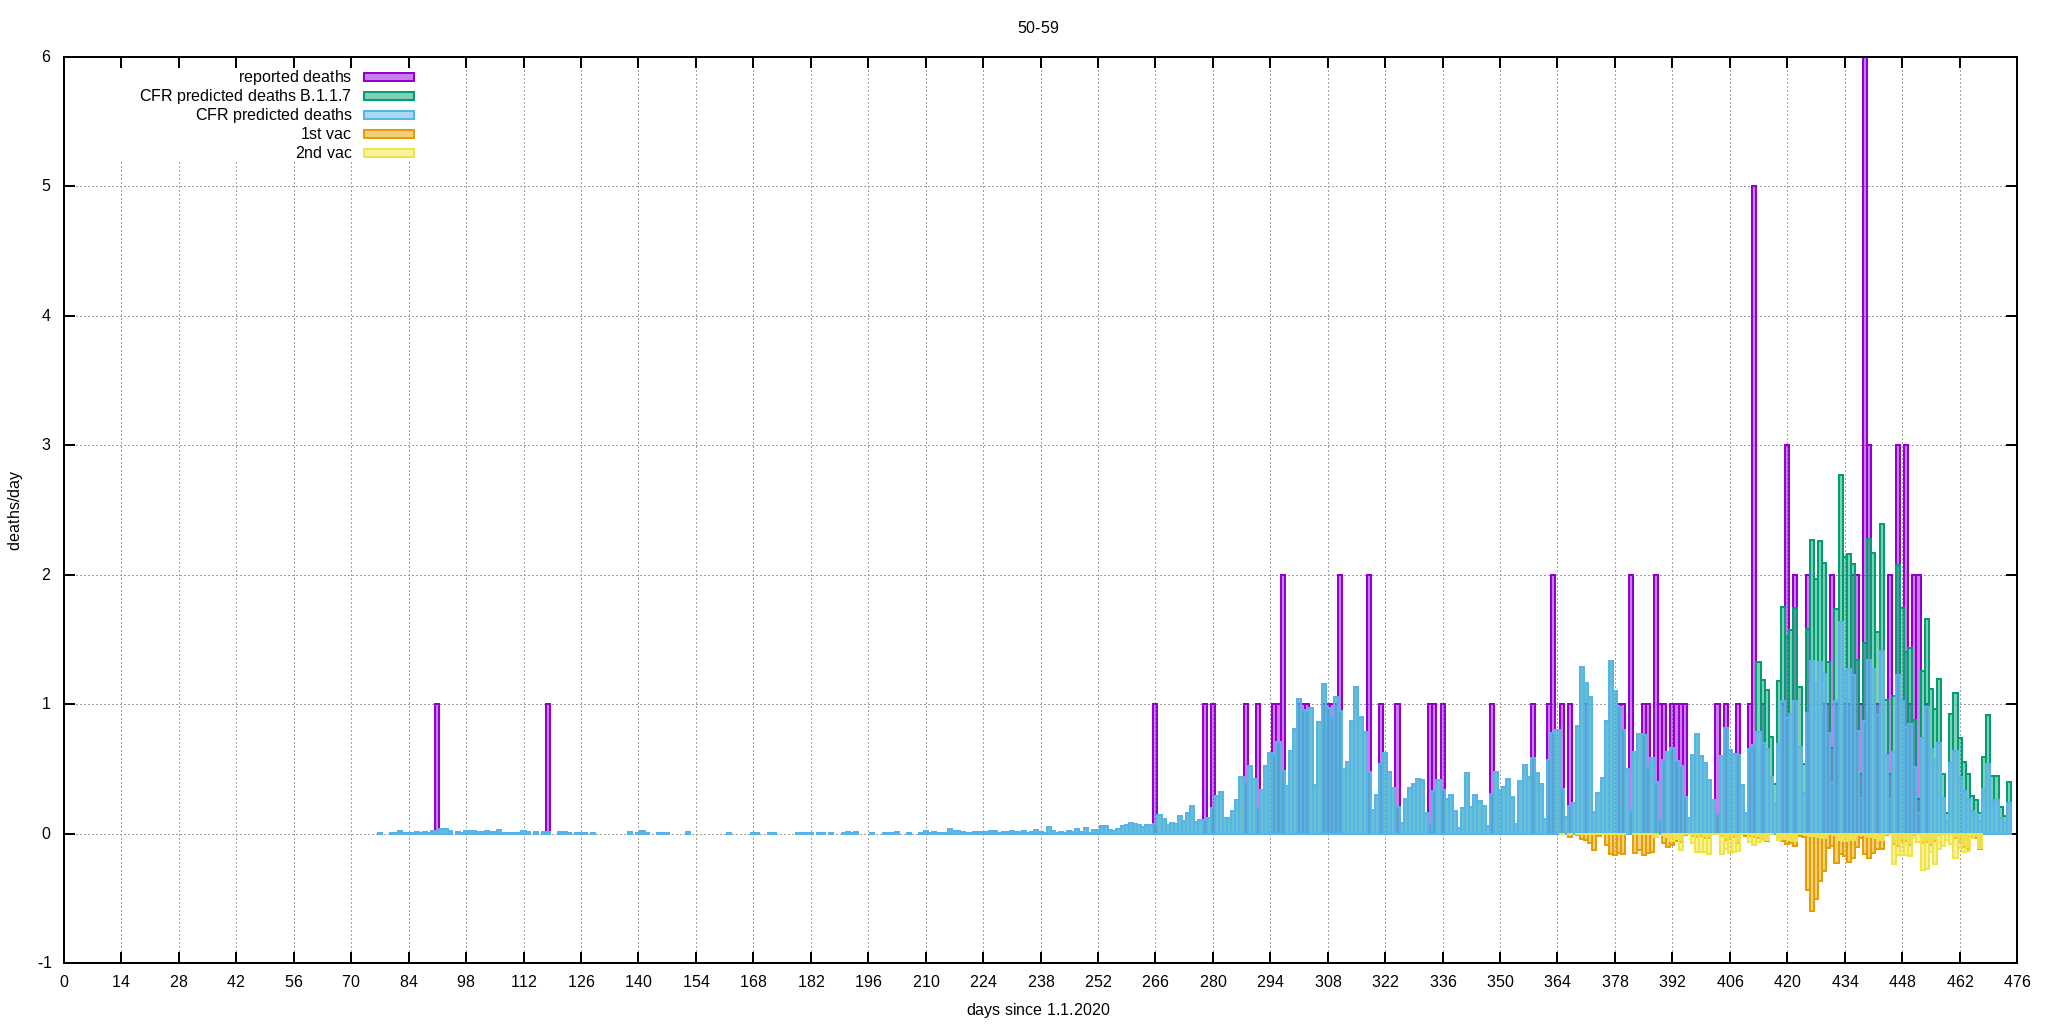 50-59
reported deaths
CFR predicted deaths B.1.1.7
CFR predicted deaths
1st vac
2nd vac
deaths/day
6
5
4
3
2
1
0
-1
0 14 28 42 56 70 84 98 112 126 140 154 168 182 196 210 224 238 252 266 280 294 308 322 336 350 364 378 392 406 420 434 448 462 476
days since 1.1.2020